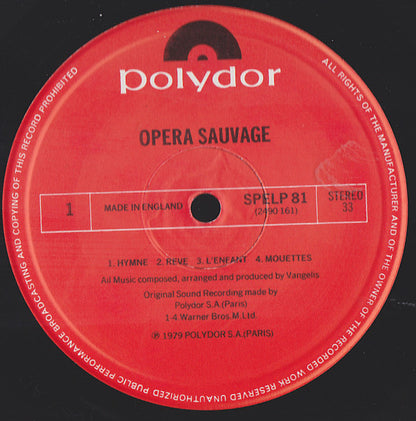 polydor
OPERA SAUVAGE
1
MADE IN ENGLAND
SPELP 81
(2490 161)
STEREO
33
1. HYMNE 2. REVE 3. L'ENFANT 4. MOUETTES
All Music composed, arranged and produced by Vangelis
Original Sound Recording made by
Polydor S.A.(Paris)
1-4.Warner Bros.M.Ltd.
℗ 1979 POLYDOR S.A.(PARIS)
ALL RIGHTS OF THE MANUFACTURER AND OF THE OWNER OF THE RECORDED WORK RESERVED UNAUTHORIZED PUBLIC PERFORMANCE BROADCASTING AND COPYING OF THIS RECORD PROHIBITED